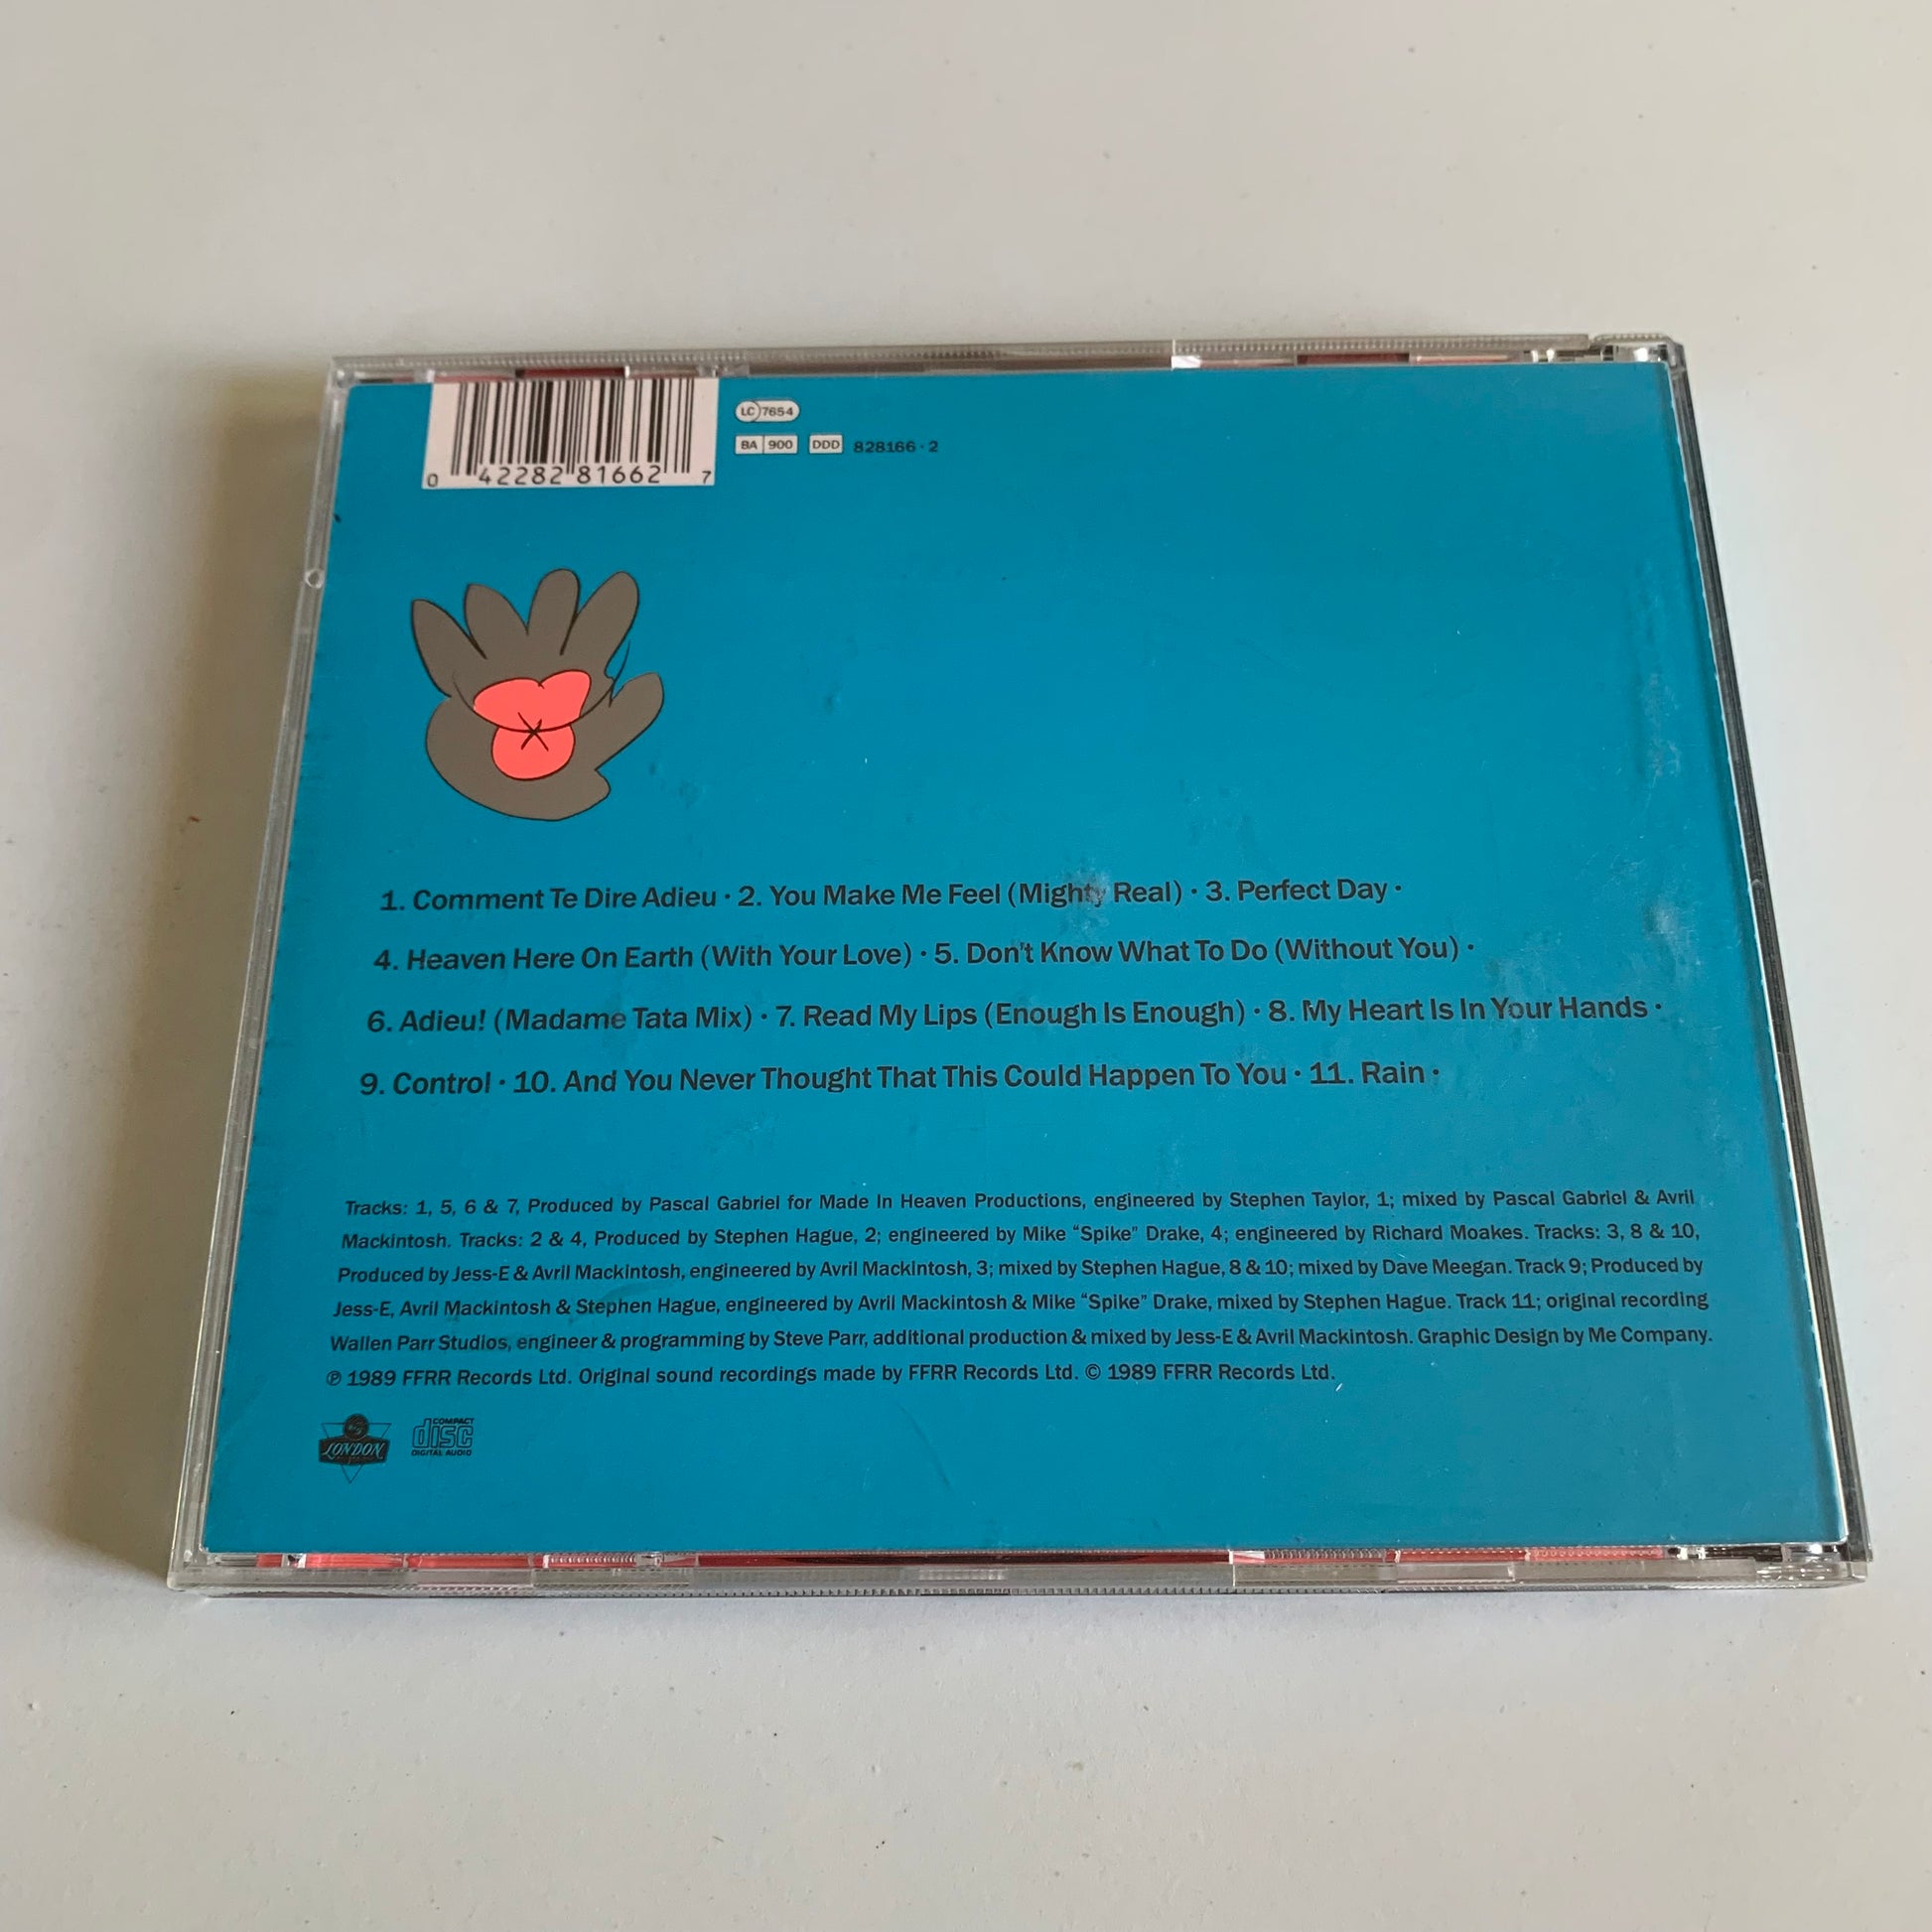 0 42282 81662 7
LC 7654
BA 900 DDD 828166·2
1. Comment Te Dire Adieu · 2. You Make Me Feel (Mighty Real) · 3. Perfect Day ·
4. Heaven Here On Earth (With Your Love) · 5. Don't Know What To Do (Without You) ·
6. Adieu! (Madame Tata Mix) · 7. Read My Lips (Enough Is Enough) · 8. My Heart Is In Your Hands ·
9. Control · 10. And You Never Thought That This Could Happen To You · 11. Rain ·
Tracks: 1, 5, 6 & 7, Produced by Pascal Gabriel for Made In Heaven Productions, engineered by Stephen Taylor, 1; mixed by Pascal Gabriel & Avril
Mackintosh. Tracks: 2 & 4, Produced by Stephen Hague, 2; engineered by Mike “Spike” Drake, 4; engineered by Richard Moakes. Tracks: 3, 8 & 10,
Produced by Jess-E & Avril Mackintosh, engineered by Avril Mackintosh, 3; mixed by Stephen Hague, 8 & 10; mixed by Dave Meegan. Track 9; Produced by
Jess-E, Avril Mackintosh & Stephen Hague, engineered by Avril Mackintosh & Mike “Spike” Drake, mixed by Stephen Hague. Track 11; original recording
Wallen Parr Studios, engineer & programming by Steve Parr, additional production & mixed by Jess-E & Avril Mackintosh. Graphic Design by Me Company.
℗ 1989 FFRR Records Ltd. Original sound recordings made by FFRR Records Ltd. © 1989 FFRR Records Ltd.
LONDON
COMPACT
disc
DIGITAL AUDIO